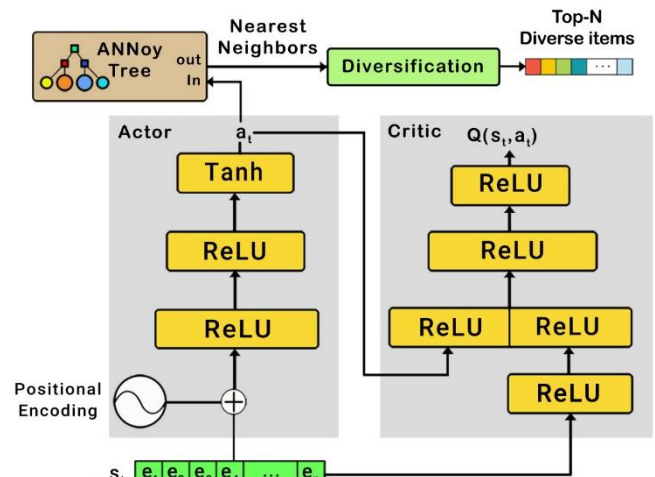 ANNoy
Tree
out
In
Nearest
Neighbors
Diversification
Top-N
Diverse items
...
Actor
a_t
Tanh
ReLU
ReLU
Positional
Encoding
Critic
Q(s_t,a_t)
ReLU
ReLU
ReLU ReLU
ReLU
...